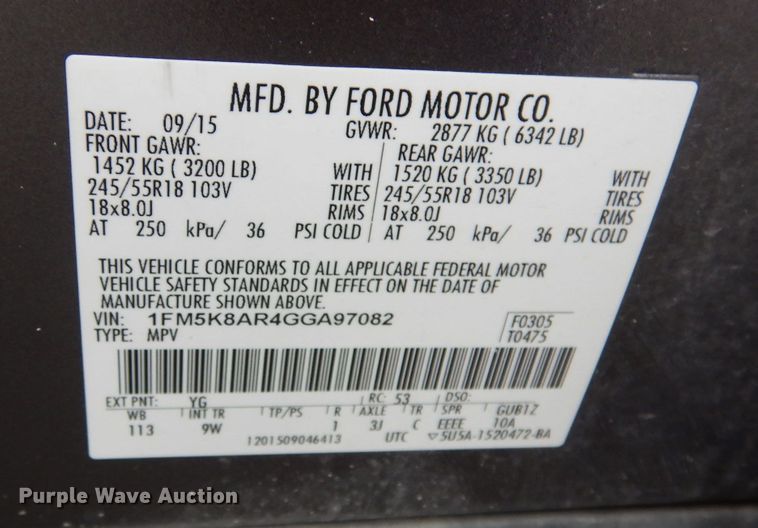 MFD. BY FORD MOTOR CO.
DATE: 09/15 GVWR: 2877 KG ( 6342 LB)
FRONT GAWR: REAR GAWR:
1452 KG ( 3200 LB) WITH 1520 KG ( 3350 LB) WITH
245/55R18 103V TIRES 245/55R18 103V TIRES
18x8.0J RIMS 18x8.0J RIMS
AT 250 kPa/ 36 PSI COLD AT 250 kPa/ 36 PSI COLD
THIS VEHICLE CONFORMS TO ALL APPLICABLE FEDERAL MOTOR
VEHICLE SAFETY STANDARDS IN EFFECT ON THE DATE OF
MANUFACTURE SHOWN ABOVE.
VIN: 1FM5K8AR4GGA97082 F0305
TYPE: MPV T0475
EXT PNT: YG RC: 53 DSO:
WB INT TR TP/PS R AXLE TR SPR GUB1Z
113 9W 1 3J C EEEE 10A
1201509046413 UTC ▽5U5A-1520472-BA
Purple Wave Auction